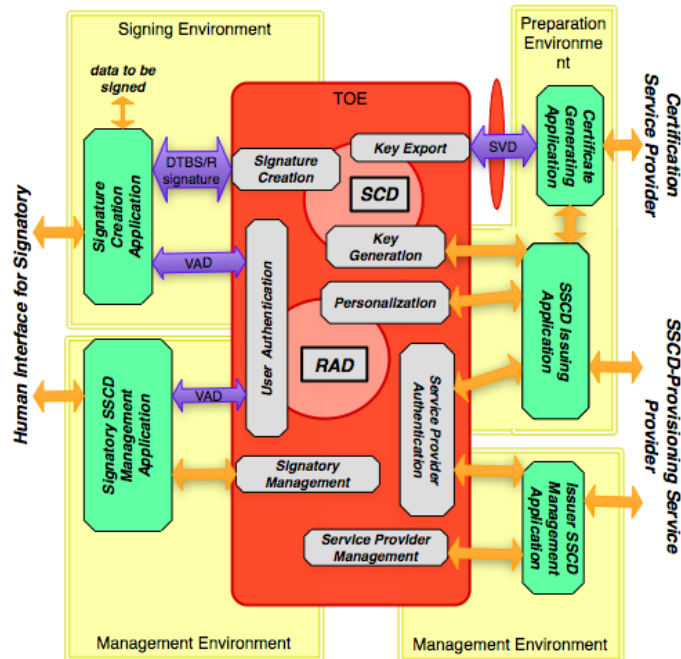 Signing Environment
data to be
signed
Signature
Creation
Application
DTBS/R
signature
VAD
Human Interface for Signatory
TOE
Signature
Creation
Key Export
SCD
Key
Generation
Personalization
User Authentication
RAD
Service Provider
Authentication
Signatory
Management
Service Provider
Management
SVD
Preparation
Environme
nt
Certificate
Generating
Application
Certification
Service Provider
SSCD Issuing
Application
SSCD-Provisioning Service
Provider
Signatory SSCD
Management
Application
VAD
Issuer SSCD
Management
Application
Management Environment
Management Environment